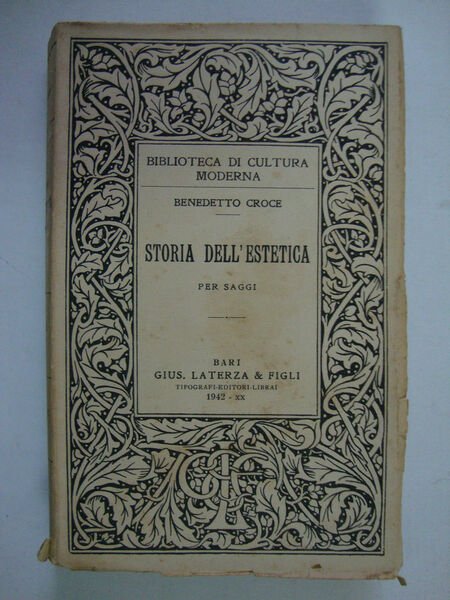 BIBLIOTECA DI CULTURA
MODERNA
BENEDETTO CROCE
STORIA DELL'ESTETICA
PER SAGGI
BARI
GIUS. LATERZA & FIGLI
TIPOGRAFI-EDITORI-LIBRAI
1942 - XX